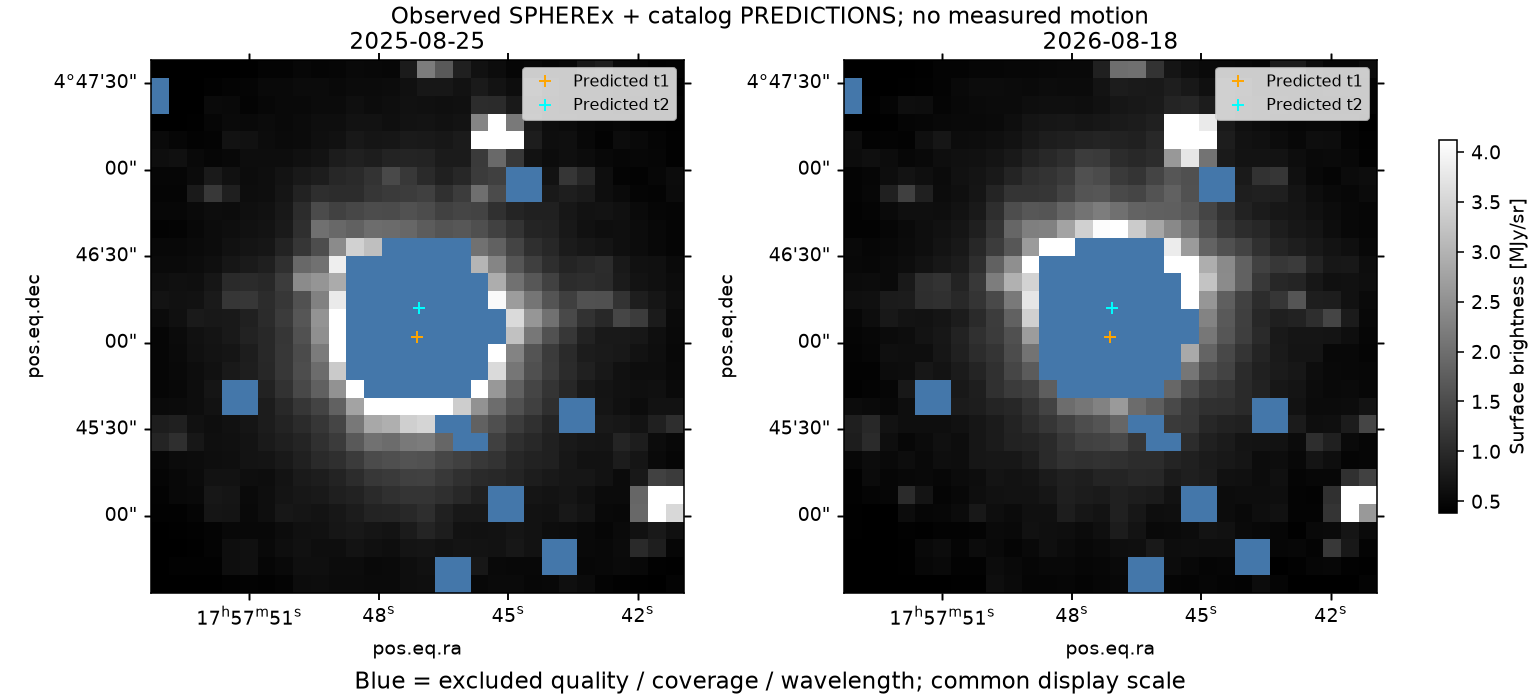 Observed SPHEREx + catalog PREDICTIONS; no measured motion
2025-08-25
2026-08-18
Predicted t1
Predicted t2
4°47'30"
00"
46'30"
00"
45'30"
00"
pos.eq.dec
17ʰ57ᵐ51ˢ
48ˢ
45ˢ
42ˢ
pos.eq.ra
Predicted t1
Predicted t2
4°47'30"
00"
46'30"
00"
45'30"
00"
pos.eq.dec
17ʰ57ᵐ51ˢ
48ˢ
45ˢ
42ˢ
pos.eq.ra
4.0
3.5
3.0
2.5
2.0
1.5
1.0
0.5
Surface brightness [MJy/sr]
Blue = excluded quality / coverage / wavelength; common display scale